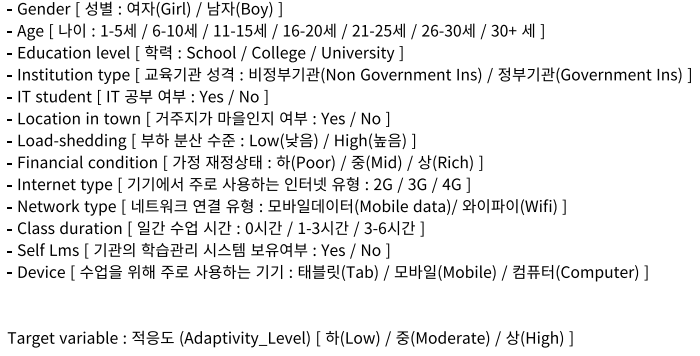 - Gender [ 성별 : 여자(Girl) / 남자(Boy) ]
- Age [ 나이 : 1-5세 / 6-10세 / 11-15세 / 16-20세 / 21-25세 / 26-30세 / 30+ 세 ]
- Education level [ 학력 : School / College / University ]
- Institution type [ 교육기관 성격 : 비정부기관(Non Government Ins) / 정부기관(Government Ins) ]
- IT student [ IT 공부 여부 : Yes / No ]
- Location in town [ 거주지가 마을인지 여부 : Yes / No ]
- Load-shedding [ 부하 분산 수준 : Low(낮음) / High(높음) ]
- Financial condition [ 가정 재정상태 : 하(Poor) / 중(Mid) / 상(Rich) ]
- Internet type [ 기기에서 주로 사용하는 인터넷 유형 : 2G / 3G / 4G ]
- Network type [ 네트워크 연결 유형 : 모바일데이터(Mobile data)/ 와이파이(Wifi) ]
- Class duration [ 일간 수업 시간 : 0시간 / 1-3시간 / 3-6시간 ]
- Self Lms [ 기관의 학습관리 시스템 보유여부 : Yes / No ]
- Device [ 수업을 위해 주로 사용하는 기기 : 태블릿(Tab) / 모바일(Mobile) / 컴퓨터(Computer) ]
Target variable : 적응도 (Adaptivity_Level) [ 하(Low) / 중(Moderate) / 상(High) ]